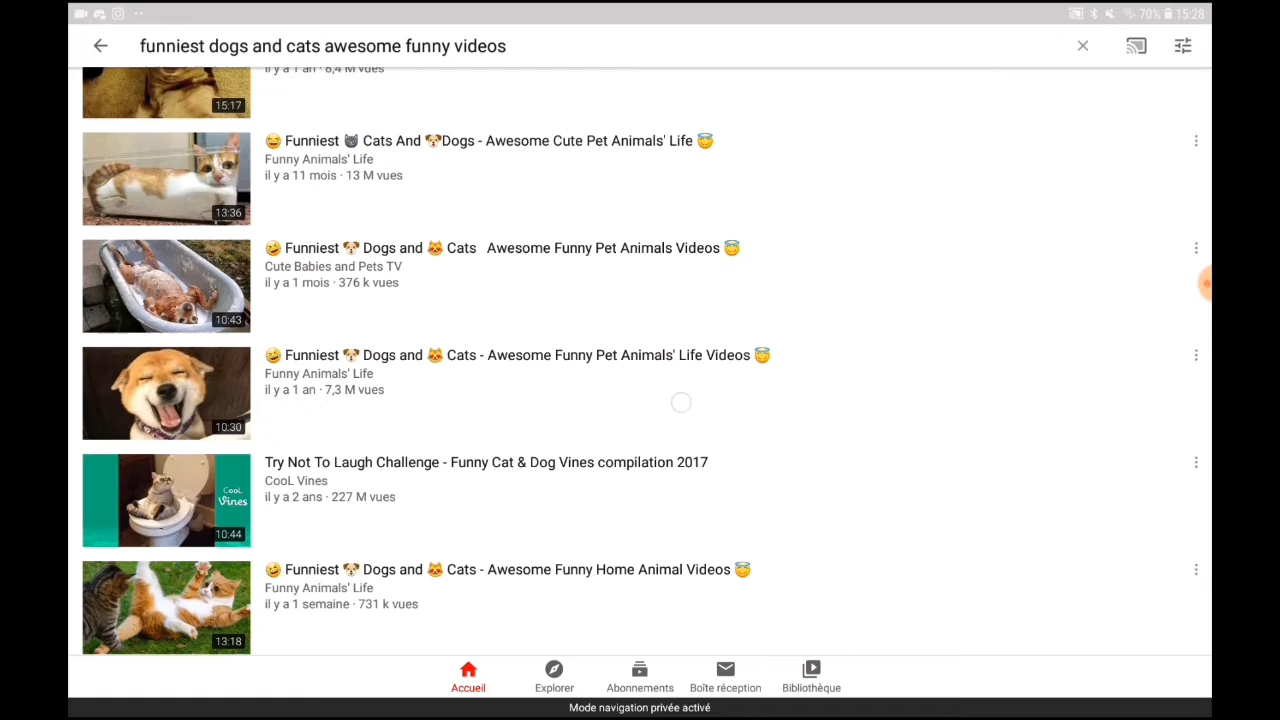 70% 15:28
funniest dogs and cats awesome funny videos
il y a 1 an · 8,4 M vues
15:17
😅 Funniest 🐱 Cats And 🐶Dogs - Awesome Cute Pet Animals' Life 😇
Funny Animals' Life
il y a 11 mois · 13 M vues
13:36
🤣 Funniest 🐶 Dogs and 😻 Cats Awesome Funny Pet Animals Videos 😇
Cute Babies and Pets TV
il y a 1 mois · 376 k vues
10:43
🤣 Funniest 🐶 Dogs and 😻 Cats - Awesome Funny Pet Animals' Life Videos 😇
Funny Animals' Life
il y a 1 an · 7,3 M vues
10:30
Try Not To Laugh Challenge - Funny Cat & Dog Vines compilation 2017
CooL Vines
il y a 2 ans · 227 M vues
CooL
Vines
10:44
🤣 Funniest 🐶 Dogs and 😻 Cats - Awesome Funny Home Animal Videos 😇
Funny Animals' Life
il y a 1 semaine · 731 k vues
13:18
Accueil Explorer Abonnements Boîte réception Bibliothèque
Mode navigation privée activé